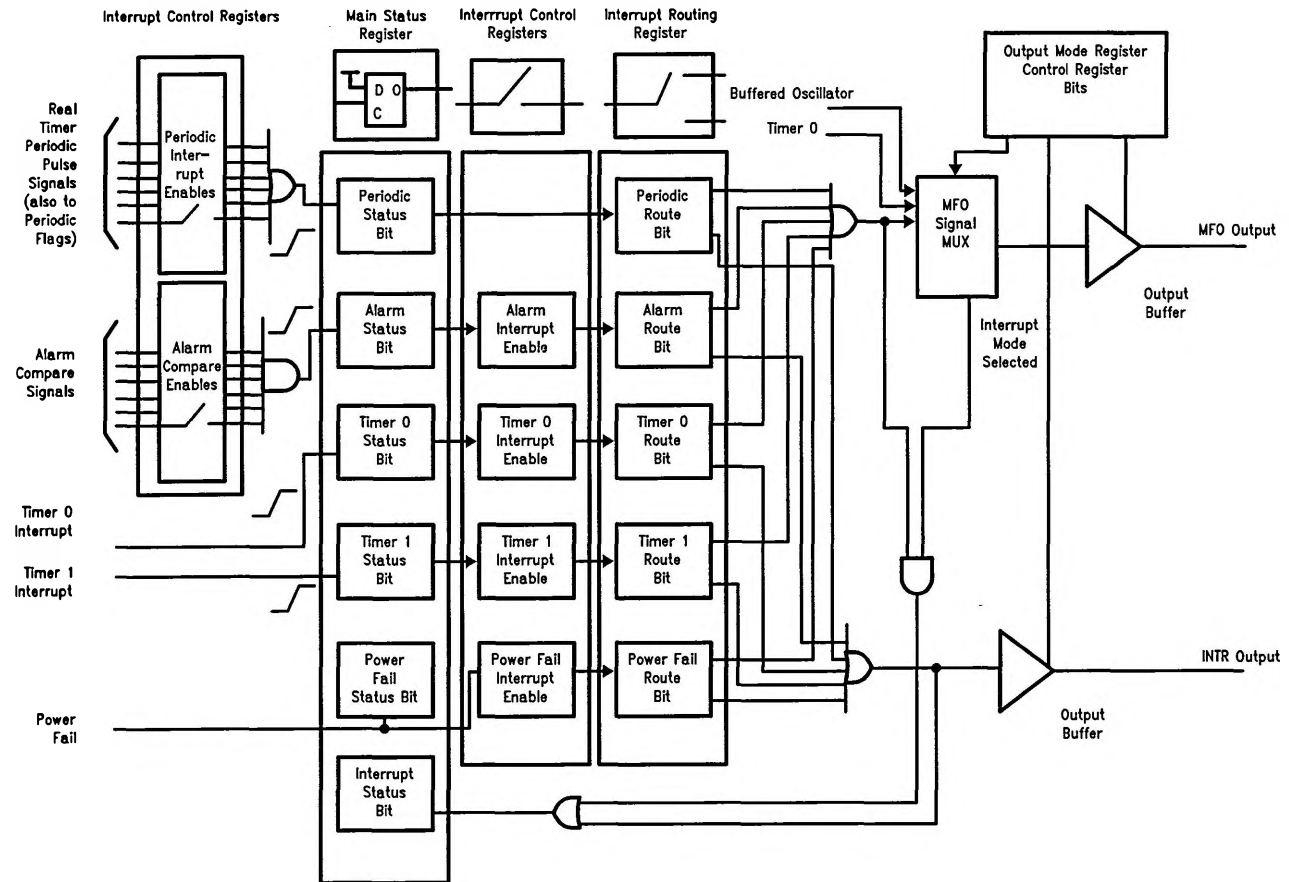 Interrupt Control Registers
Main Status
Register
Interrrupt Control
Registers
Interrupt Routing
Register
D O
C
Output Mode Register
Control Register
Bits
Buffered Oscillator
Timer 0
Real
Timer
Periodic
Pulse
Signals
(also to
Periodic
Flags)
Periodic
Inter-
rupt
Enables
Periodic
Status
Bit
Periodic
Route
Bit
MFO
Signal
MUX
MFO Output
Output
Buffer
Interrupt
Mode
Selected
Alarm
Compare
Signals
Alarm
Compare
Enables
Alarm
Status
Bit
Alarm
Interrupt
Enable
Alarm
Route
Bit
Timer 0
Status
Bit
Timer 0
Interrupt
Enable
Timer 0
Route
Bit
Timer 0
Interrupt
Timer 1
Interrupt
Timer 1
Status
Bit
Timer 1
Interrupt
Enable
Timer 1
Route
Bit
Power
Fail
Status Bit
Power Fail
Interrupt
Enable
Power Fail
Route
Bit
INTR Output
Output
Buffer
Power
Fail
Interrupt
Status
Bit